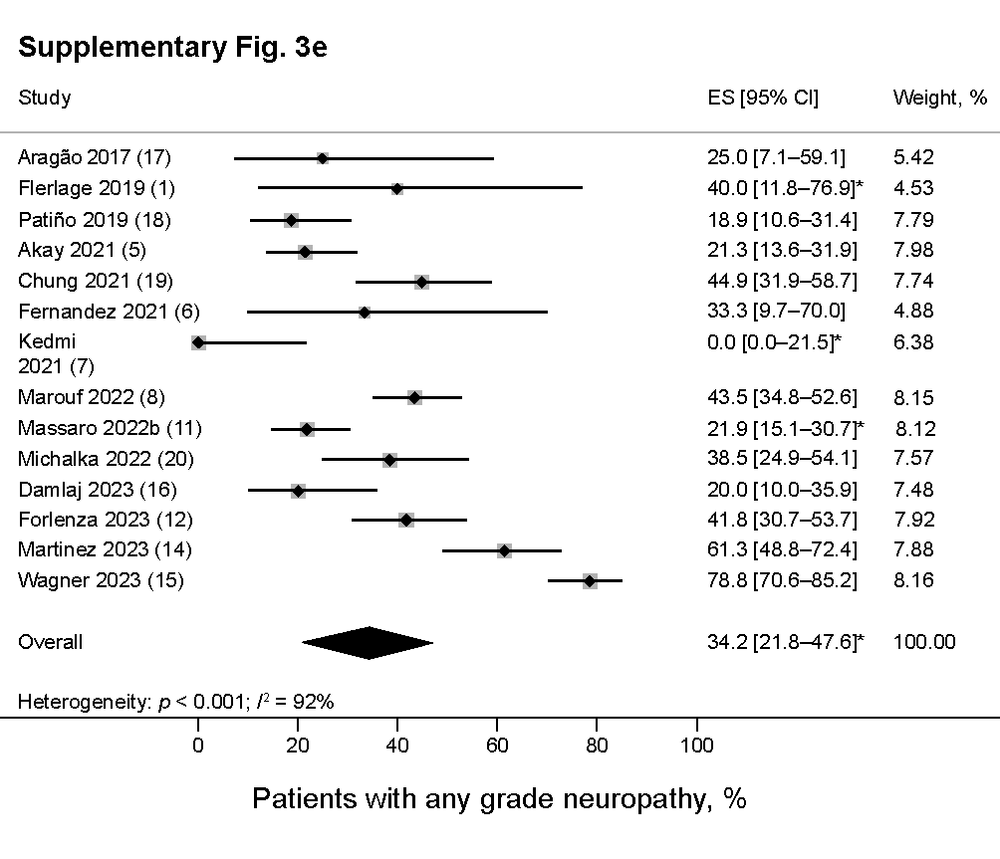 Supplementary Fig. 3e
Study ES [95% CI] Weight, %
Aragão 2017 (17) 25.0 [7.1–59.1] 5.42
Flerlage 2019 (1) 40.0 [11.8–76.9]* 4.53
Patiño 2019 (18) 18.9 [10.6–31.4] 7.79
Akay 2021 (5) 21.3 [13.6–31.9] 7.98
Chung 2021 (19) 44.9 [31.9–58.7] 7.74
Fernandez 2021 (6) 33.3 [9.7–70.0] 4.88
Kedmi 0.0 [0.0–21.5]* 6.38
2021 (7)
Marouf 2022 (8) 43.5 [34.8–52.6] 8.15
Massaro 2022b (11) 21.9 [15.1–30.7]* 8.12
Michalka 2022 (20) 38.5 [24.9–54.1] 7.57
Damlaj 2023 (16) 20.0 [10.0–35.9] 7.48
Forlenza 2023 (12) 41.8 [30.7–53.7] 7.92
Martinez 2023 (14) 61.3 [48.8–72.4] 7.88
Wagner 2023 (15) 78.8 [70.6–85.2] 8.16
Overall 34.2 [21.8–47.6]* 100.00
Heterogeneity: p < 0.001; I² = 92%
0 20 40 60 80 100
Patients with any grade neuropathy, %